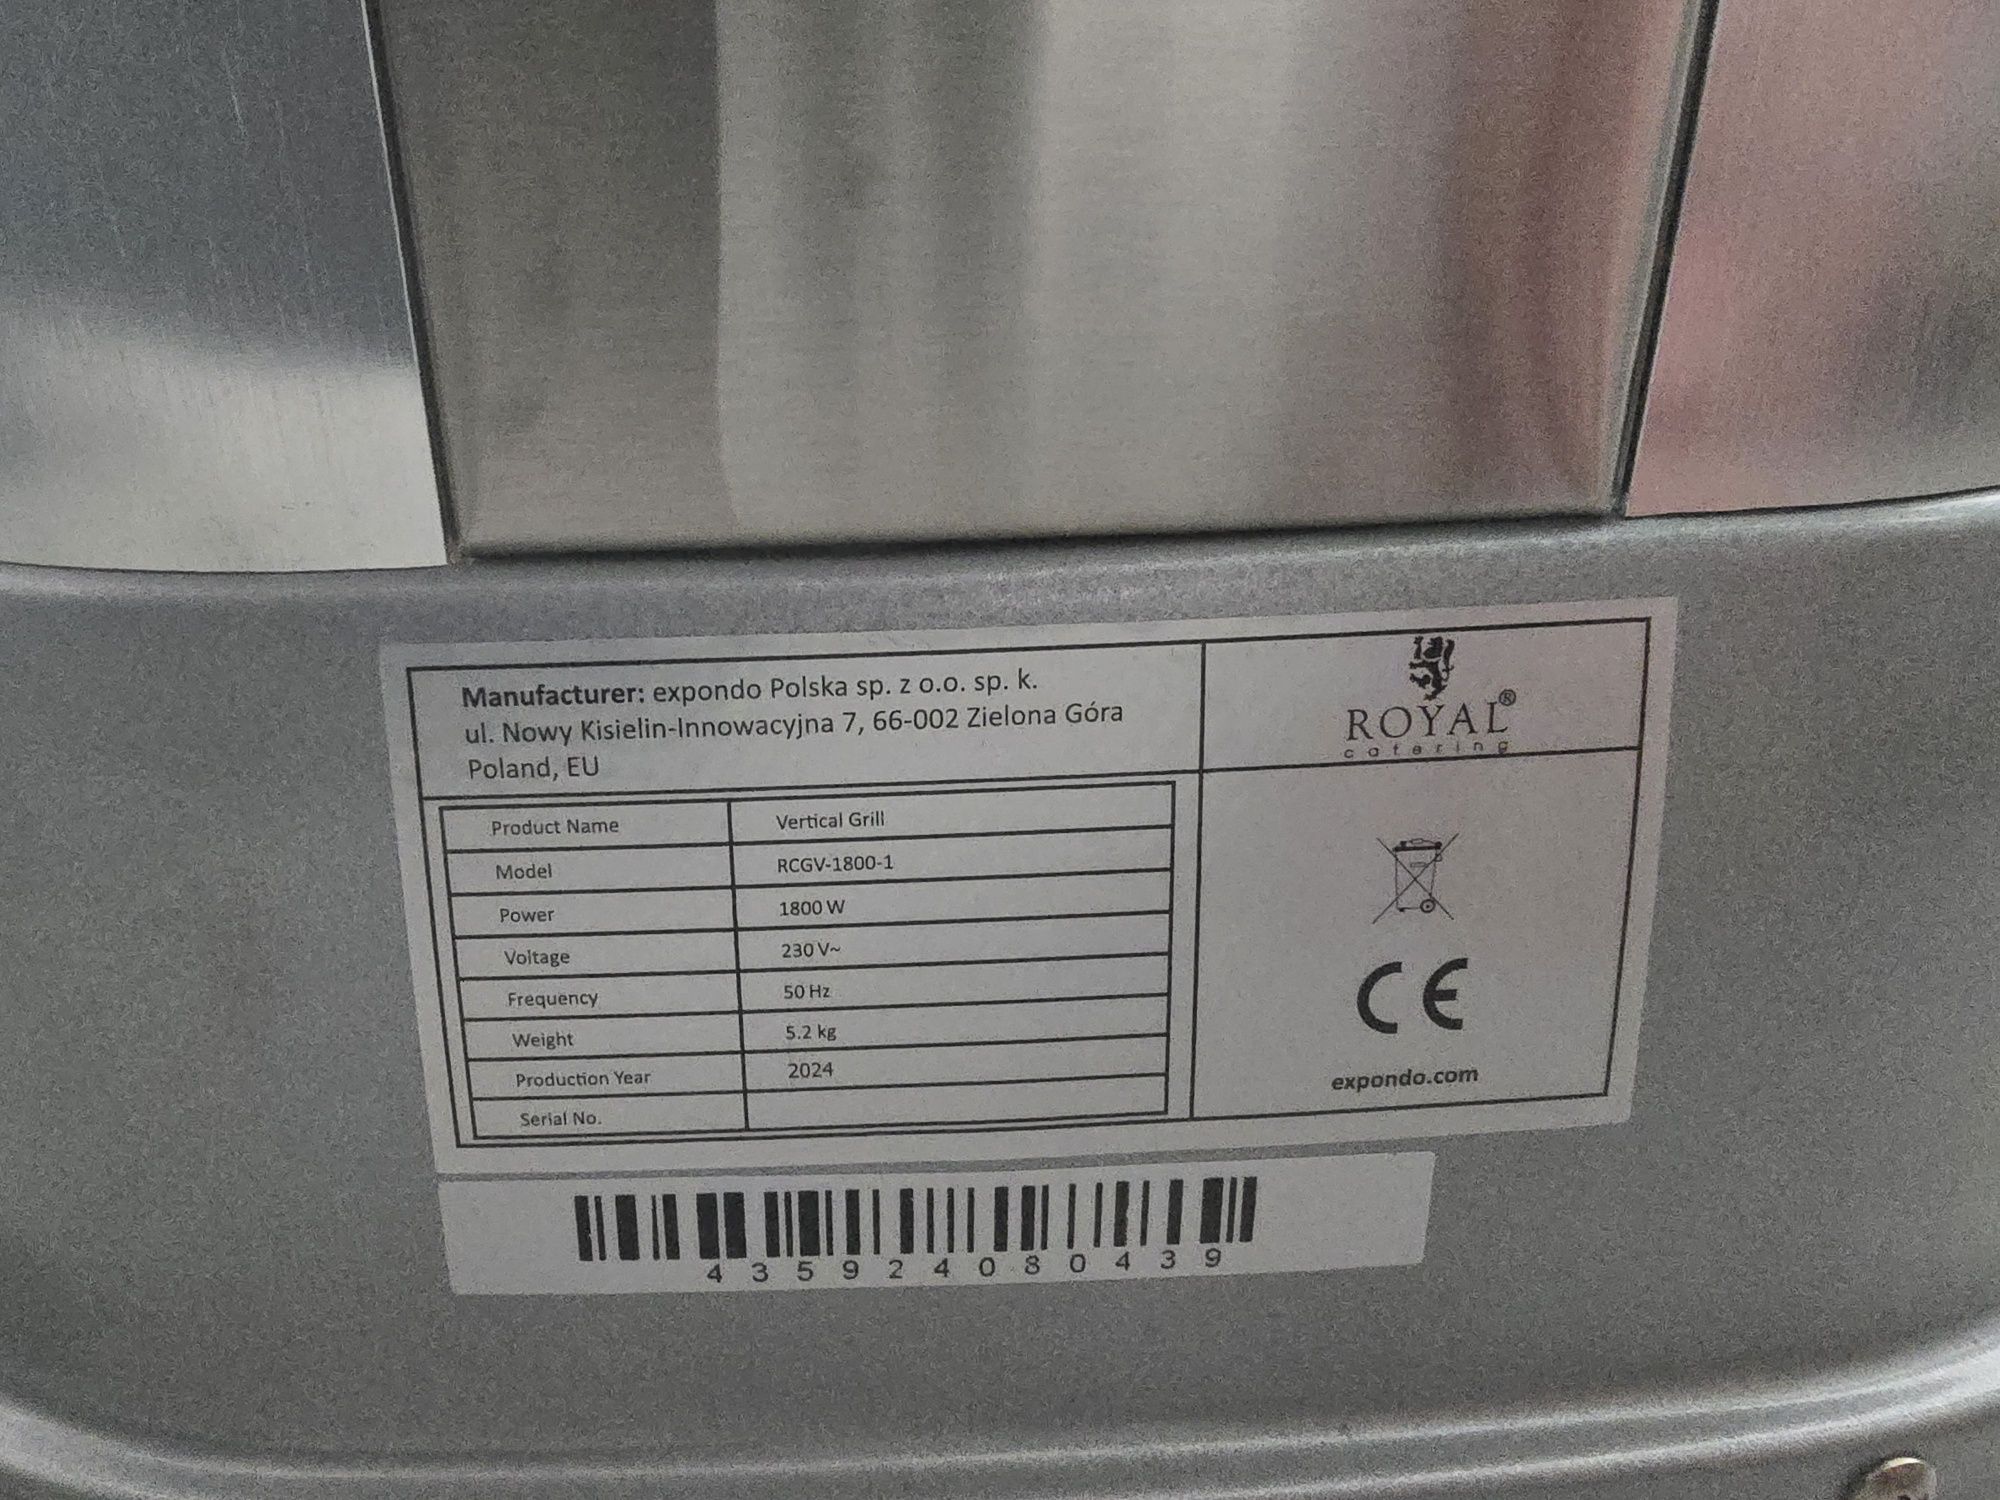 Manufacturer: expondo Polska sp. z o.o. sp. k.
ul. Nowy Kisielin-Innowacyjna 7, 66-002 Zielona Góra
Poland, EU
ROYAL®
catering
Product Name Vertical Grill
Model RCGV-1800-1
Power 1800 W
Voltage 230 V~
Frequency 50 Hz
Weight 5.2 kg
Production Year 2024
Serial No.
CE
expondo.com
435924080439